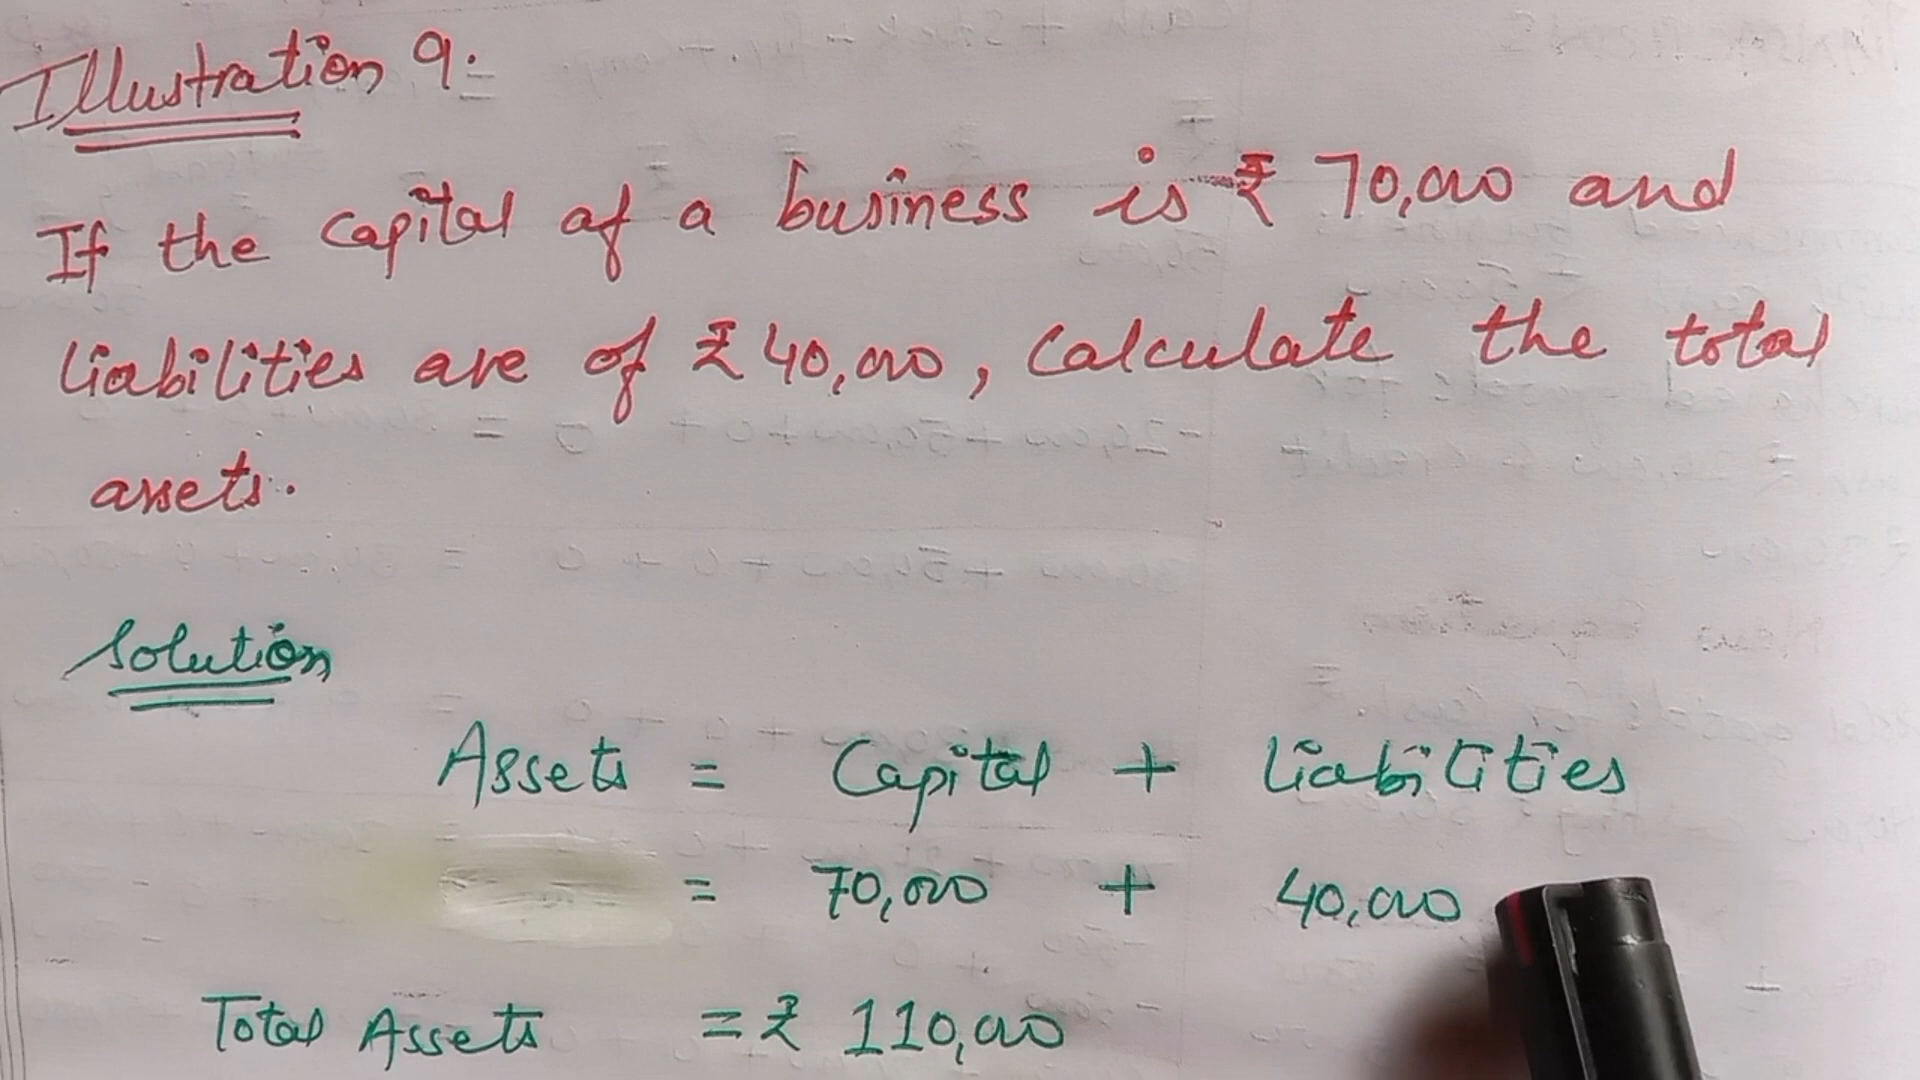 Illustration 9.
If the capital of a business is ₹ 70,000 and
liabilities are of ₹ 40,000, calculate the total
assets.
Solution
Assets = Capital + liabilities
= 70,000 + 40,000
Total Assets = ₹ 110,000